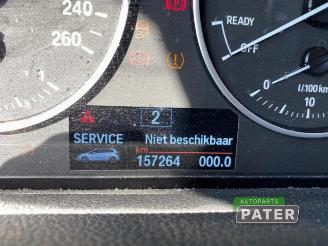 240
260
READY
OFF
0
l/100 km
10
2
SERVICE Niet beschikbaar
km
157264 000.0
AUTOPARTS
PATER